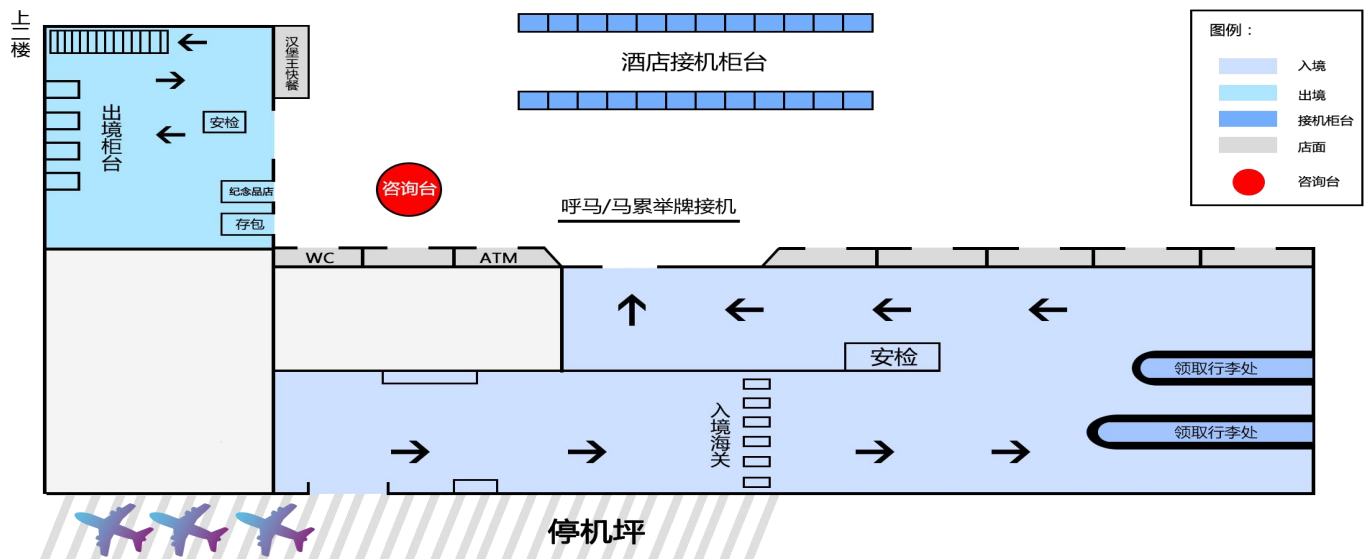 上二楼
汉堡王快餐
酒店接机柜台
图例：
入境
出境
接机柜台
店面
咨询台
出境柜台
安检
纪念品店
存包
咨询台
呼马/马累举牌接机
WC
ATM
安检
领取行李处
入境海关
领取行李处
停机坪